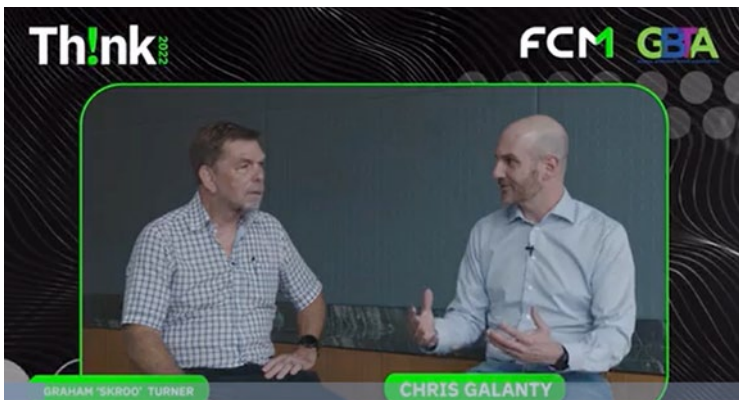 Th!nk 2022
FCM GBTA
GRAHAM "SKROO" TURNER
CHRIS GALANTY